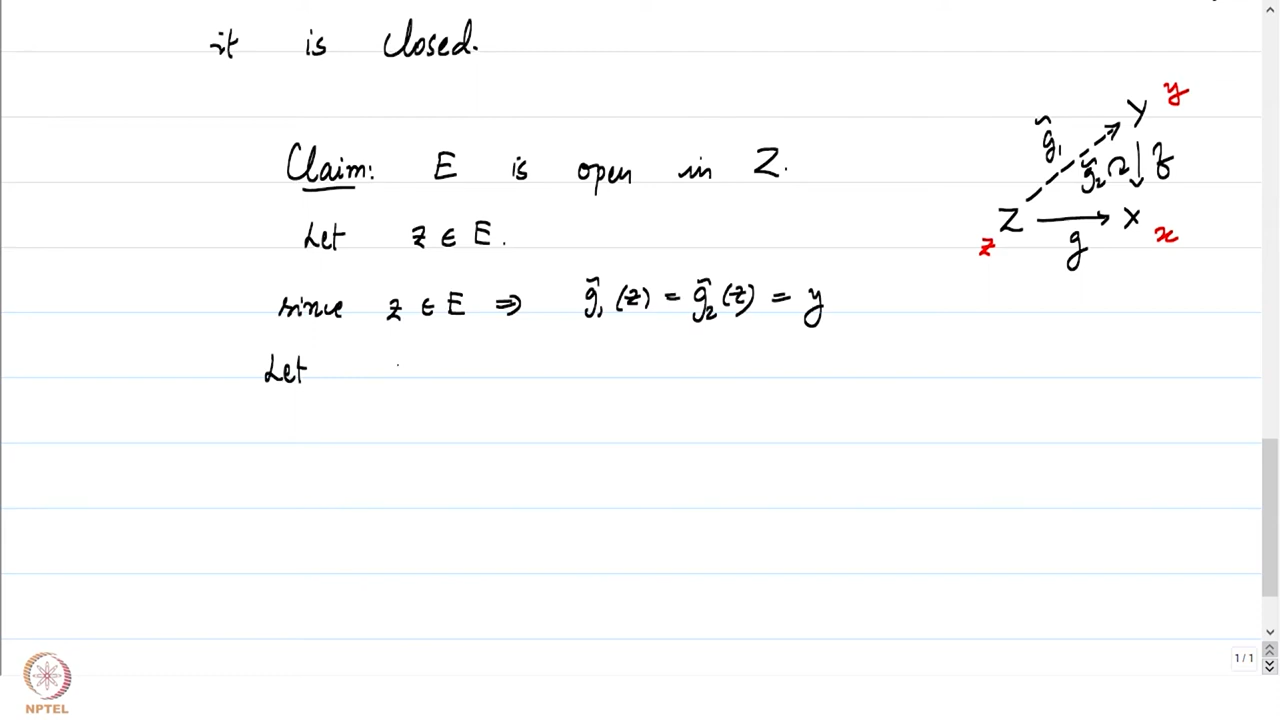 it is closed.
Claim: E is open in Z.
Let z ∈ E.
since z ∈ E ⇒ g̃₁(z) = g̃₂(z) = y
Let
Y y
g̃₁ g̃₂ f
Z X
z g x
1 / 1
NPTEL